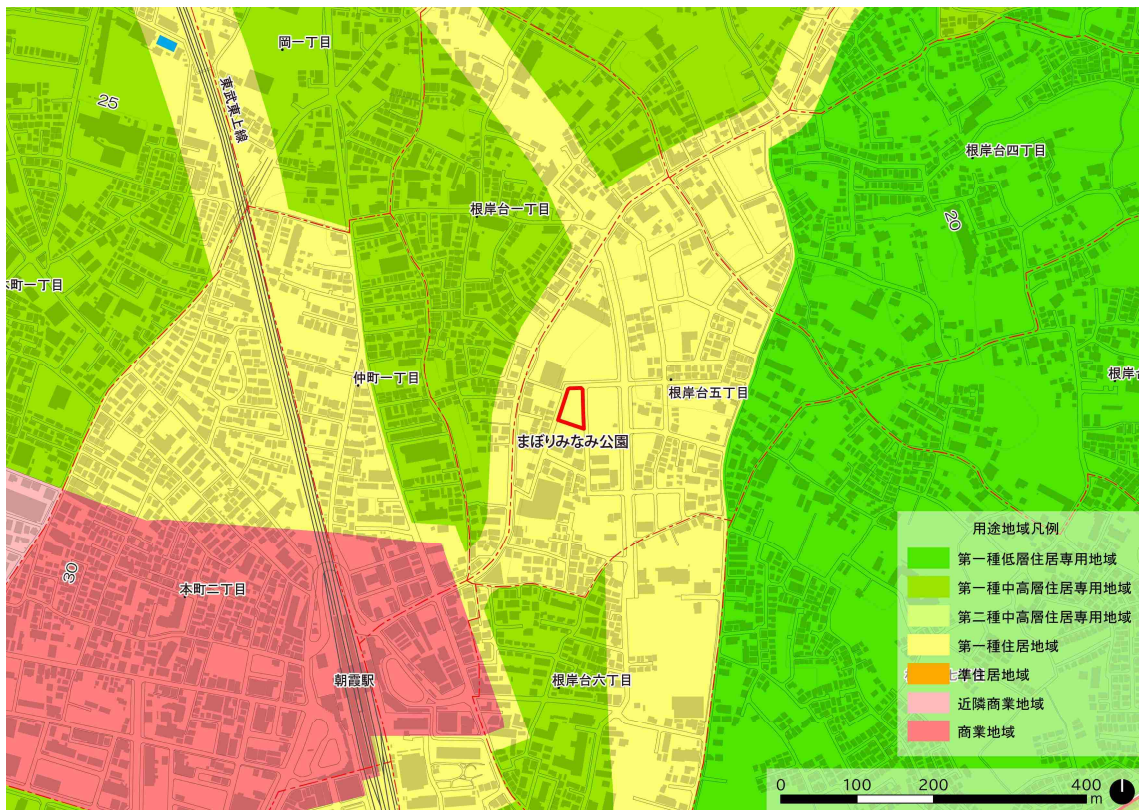 岡一丁目
25
東武東上線
根岸台四丁目
根岸台一丁目
20
町一丁目
仲町一丁目
根岸台五丁目
根岸
まぼりみなみ公園
30
本町二丁目
朝霞駅
根岸台六丁目
用途地域凡例
第一種低層住居専用地域
第一種中高層住居専用地域
第二種中高層住居専用地域
第一種住居地域
準住居地域
近隣商業地域
商業地域
0 100 200 400
m